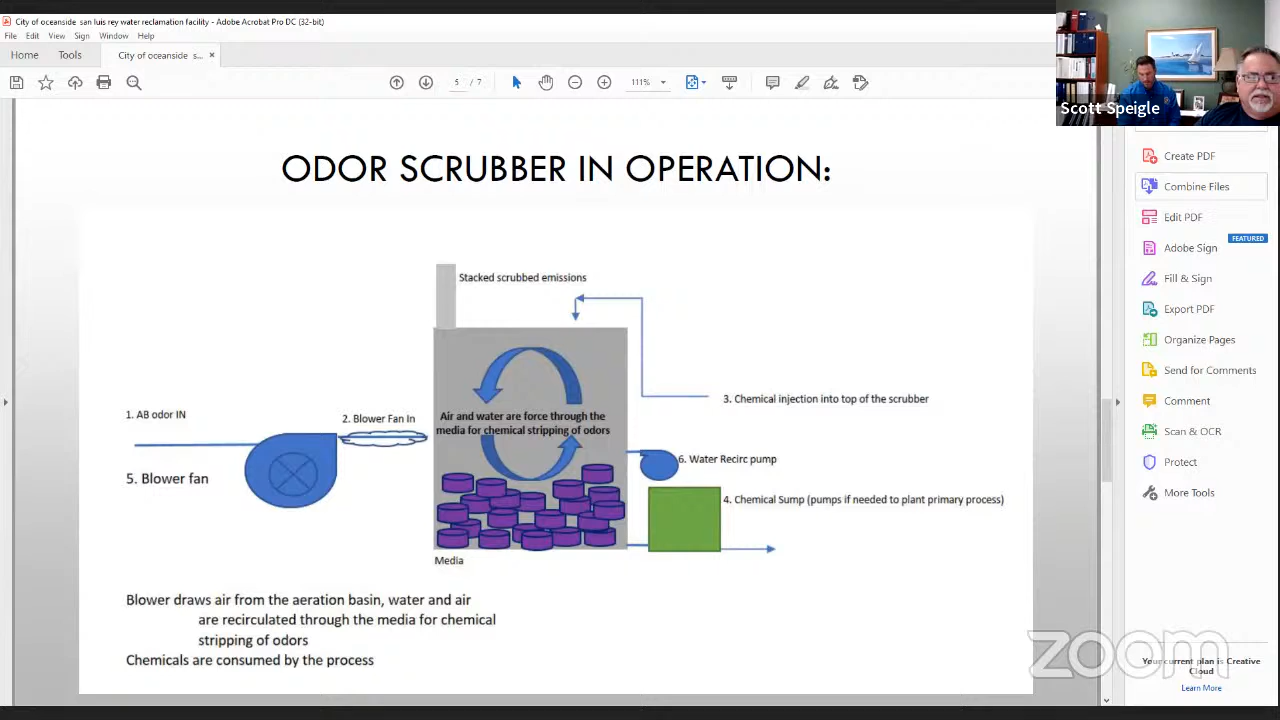 City of oceanside san luis rey water reclamation facility - Adobe Acrobat Pro DC (32-bit)
File Edit View Sign Window Help
Home Tools City of oceanside s... ×
5 / 7 111%
Scott Speigle
ODOR SCRUBBER IN OPERATION:
Stacked scrubbed emissions
1. AB odor IN
2. Blower Fan In
3. Chemical injection into top of the scrubber
Air and water are force through the
media for chemical stripping of odors
5. Blower fan
6. Water Recirc pump
4. Chemical Sump (pumps if needed to plant primary process)
Media
Blower draws air from the aeration basin, water and air
are recirculated through the media for chemical
stripping of odors
Chemicals are consumed by the process
Create PDF
Combine Files
Edit PDF
FEATURED
Adobe Sign
Fill & Sign
Export PDF
Organize Pages
Send for Comments
Comment
Scan & OCR
Protect
More Tools
Your current plan is Creative
Cloud
Learn More
zoom